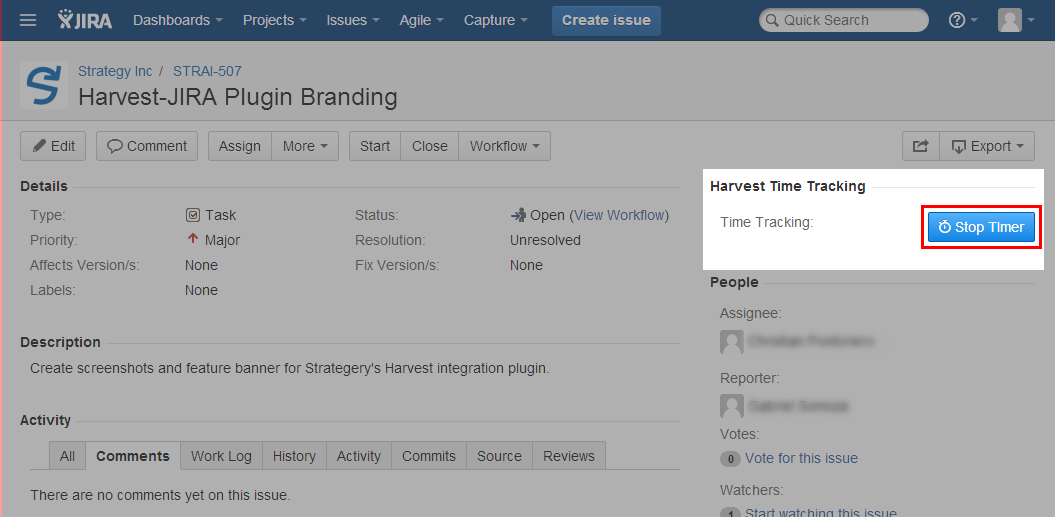 JIRA Dashboards Projects Issues Agile Capture Create issue Quick Search ?
Strategy Inc / STRAI-507
Harvest-JIRA Plugin Branding
Edit Comment Assign More Start Close Workflow Export
Details
Type: Task Status: Open (View Workflow)
Priority: Major Resolution: Unresolved
Affects Version/s: None Fix Version/s: None
Labels: None
Description
Create screenshots and feature banner for Strategery's Harvest integration plugin.
Activity
All Comments Work Log History Activity Commits Source Reviews
There are no comments yet on this issue.
Harvest Time Tracking
Time Tracking: Stop TImer
People
Assignee:
Reporter:
Votes:
0 Vote for this issue
Watchers:
1 Start watching this issue